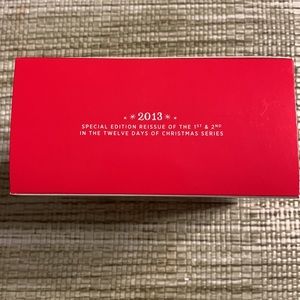 * 2013 *
SPECIAL EDITION REISSUE OF THE 1ST & 2ND
IN THE TWELVE DAYS OF CHRISTMAS SERIES